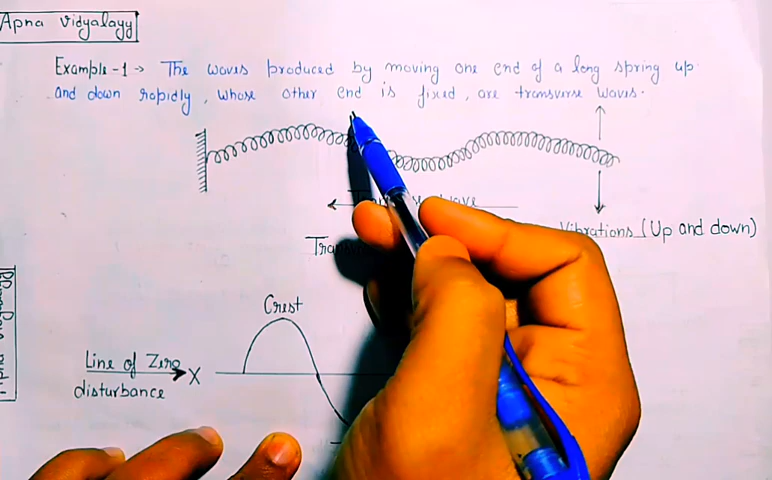 Apna Vidyalayy
Example-1 → The waves produced by moving one end of a long spring up
and down rapidly, whose other end is fixed, are transverse waves.
Vibrations (Up and down)
Crest
Line of Zero
disturbance
X